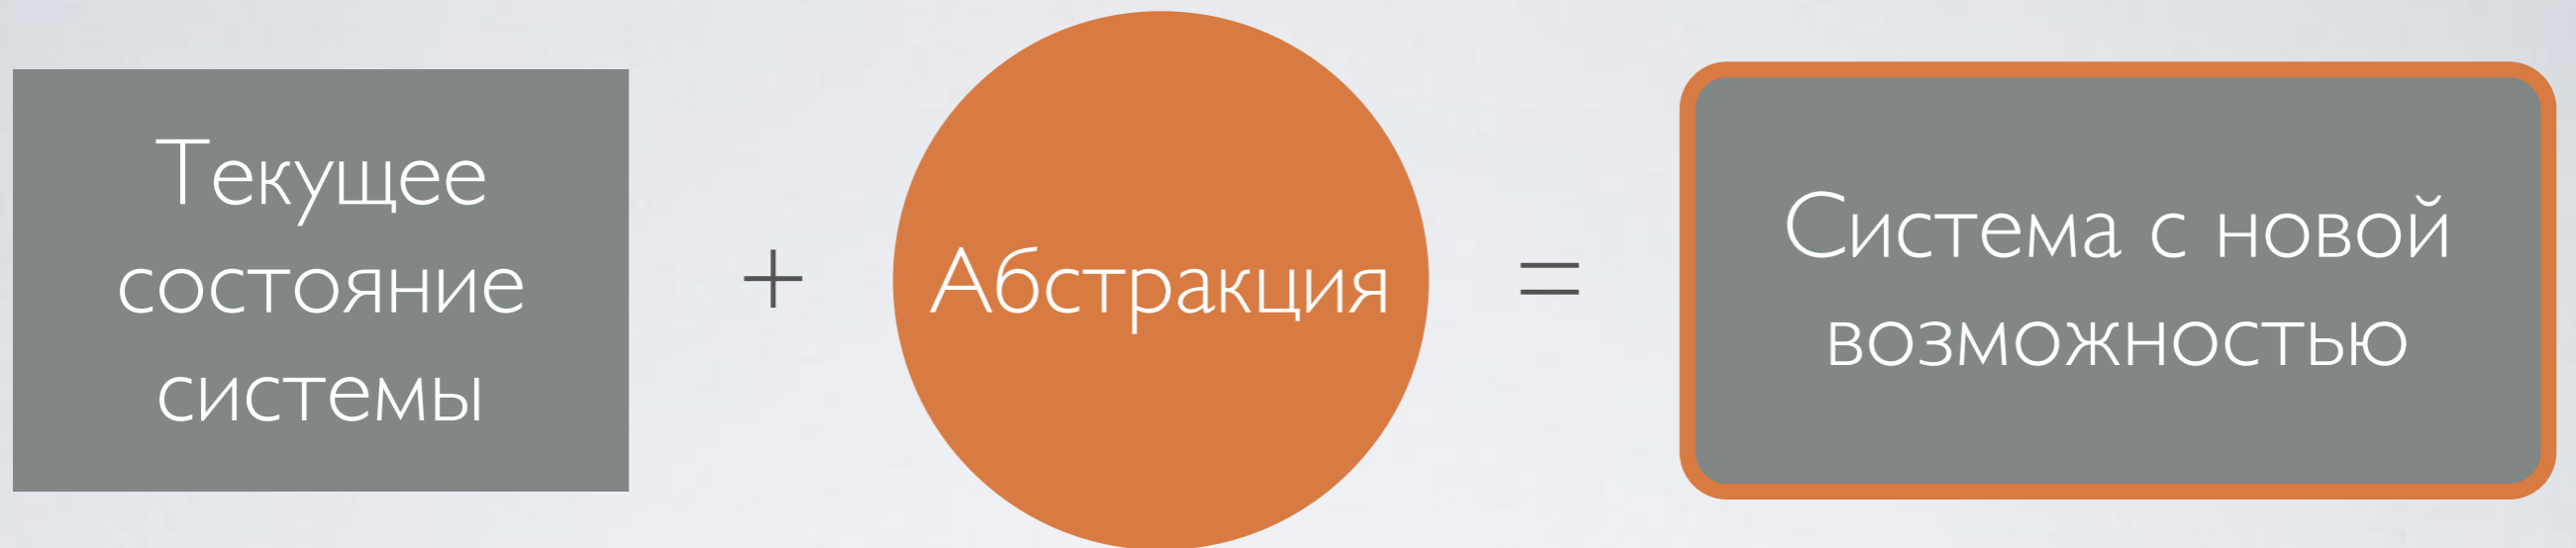 Текущее
состояние
системы
+
Абстракция
=
Система с новой
возможностью